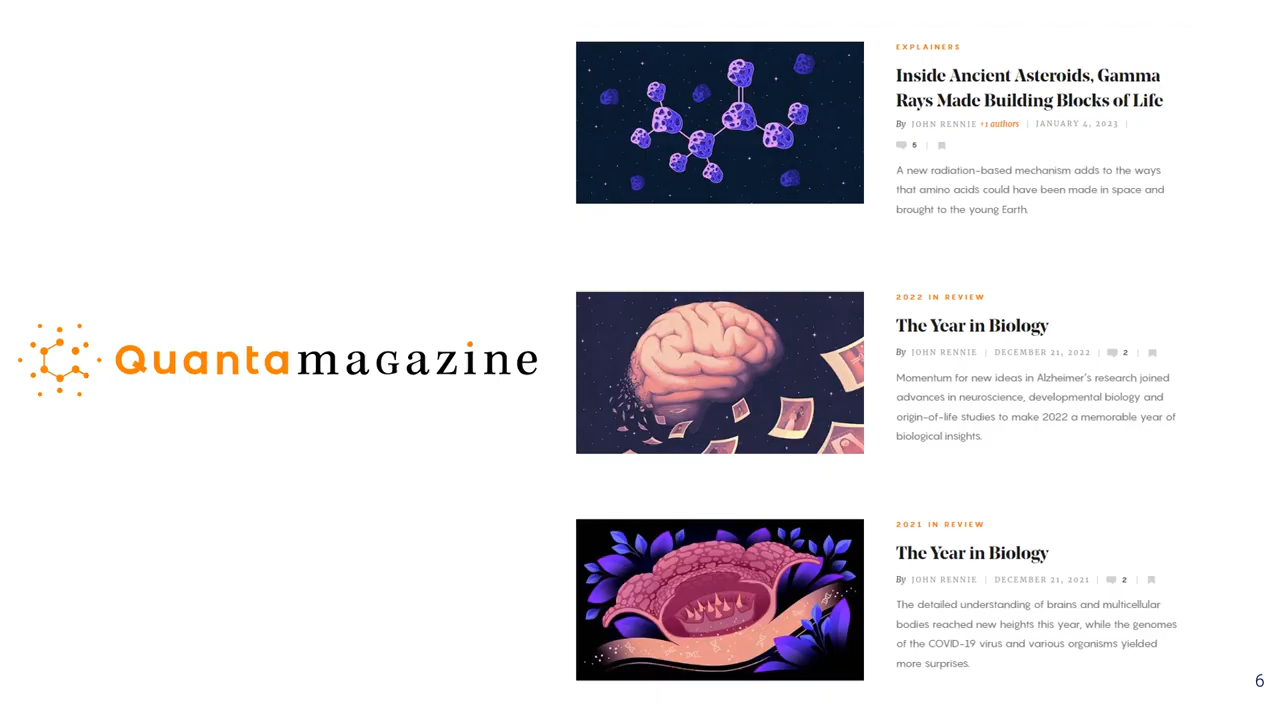 Quantamagazine
EXPLAINERS
Inside Ancient Asteroids, Gamma
Rays Made Building Blocks of Life
By JOHN RENNIE +1 authors | JANUARY 4, 2023 |
6 |
A new radiation-based mechanism adds to the ways
that amino acids could have been made in space and
brought to the young Earth.
2022 IN REVIEW
The Year in Biology
By JOHN RENNIE | DECEMBER 21, 2022 | 2 |
Momentum for new ideas in Alzheimer's research joined
advances in neuroscience, developmental biology and
origin-of-life studies to make 2022 a memorable year of
biological insights.
2021 IN REVIEW
The Year in Biology
By JOHN RENNIE | DECEMBER 21, 2021 | 2 |
The detailed understanding of brains and multicellular
bodies reached new heights this year, while the genomes
of the COVID-19 virus and various organisms yielded
more surprises.
6